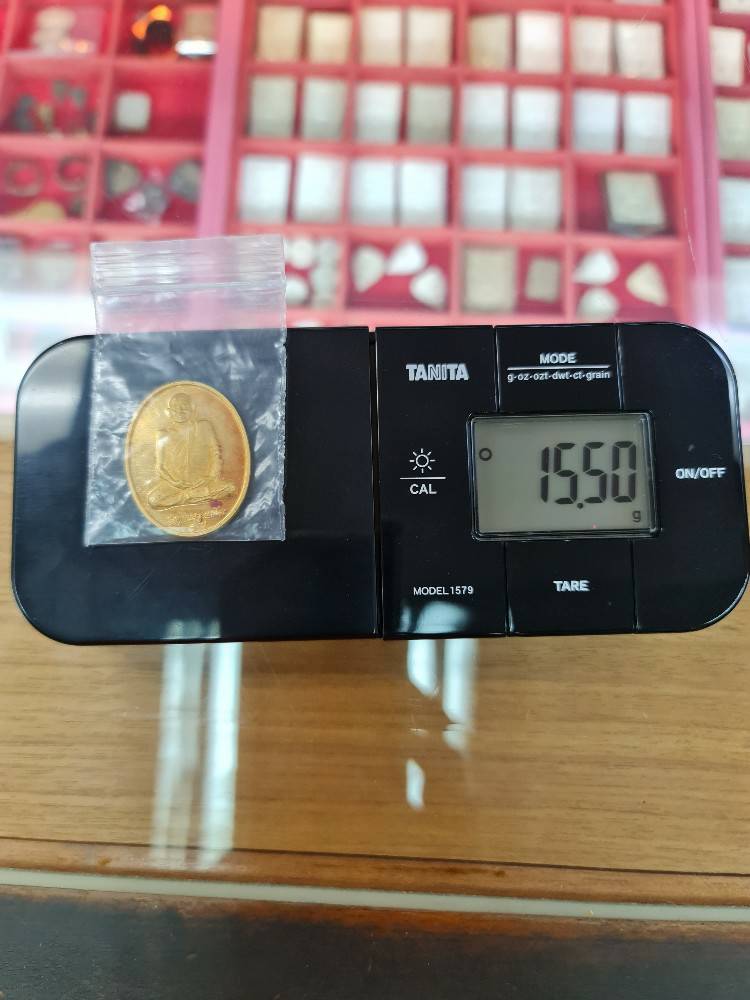 TANITA
MODE
g-oz-ozt-dwt-ct-grain
15.50
g
ON/OFF
CAL
MODEL 1579
TARE